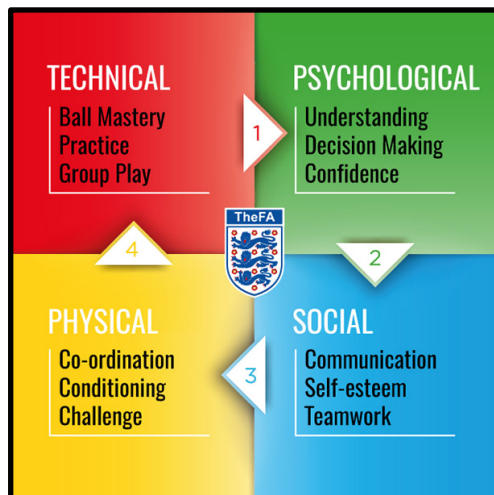 TECHNICAL
Ball Mastery
Practice
Group Play
1
PSYCHOLOGICAL
Understanding
Decision Making
Confidence
TheFA
4
2
PHYSICAL
Co-ordination
Conditioning
Challenge
3
SOCIAL
Communication
Self-esteem
Teamwork